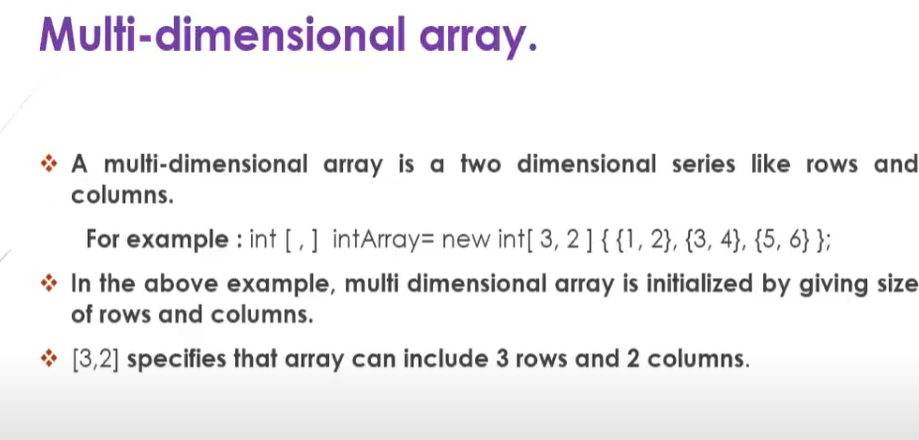 Multi-dimensional array.
❖ A multi-dimensional array is a two dimensional series like rows and
columns.
For example : int [ , ] intArray= new int[ 3, 2 ] { {1, 2}, {3, 4}, {5, 6} };
❖ In the above example, multi dimensional array is initialized by giving size
of rows and columns.
❖ [3,2] specifies that array can include 3 rows and 2 columns.